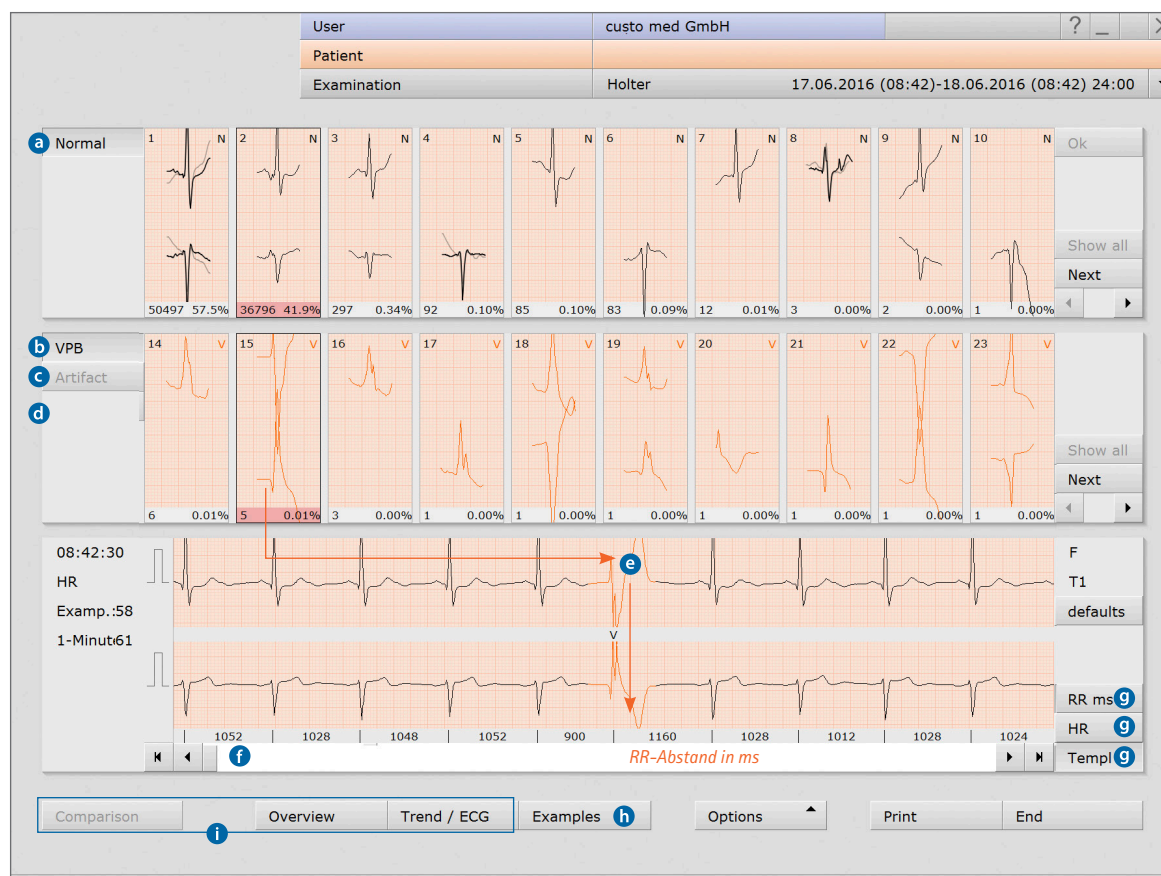 User custo med GmbH ? _
Patient
Examination Holter 17.06.2016 (08:42)-18.06.2016 (08:42) 24:00
a Normal 1 N 2 N 3 N 4 N 5 N 6 N 7 N 8 N 9 N 10 N Ok
Show all
Next
50497 57.5% 36796 41.9% 297 0.34% 92 0.10% 85 0.10% 83 0.09% 12 0.01% 3 0.00% 2 0.00% 1 0.00%
b VPB 14 V 15 V 16 V 17 V 18 V 19 V 20 V 21 V 22 V 23 V
c Artifact
d
Show all
Next
6 0.01% 5 0.01% 3 0.00% 1 0.00% 1 0.00% 1 0.00% 1 0.00% 1 0.00% 1 0.00% 1 0.00%
08:42:30 e F
HR T1
Examp.:58 defaults
1-Minut 61 V
RR ms g
1052 1028 1048 1052 900 1160 1028 1012 1028 1024 HR g
f RR-Abstand in ms Templ g
Comparison Overview Trend / ECG Examples h Options Print End
i